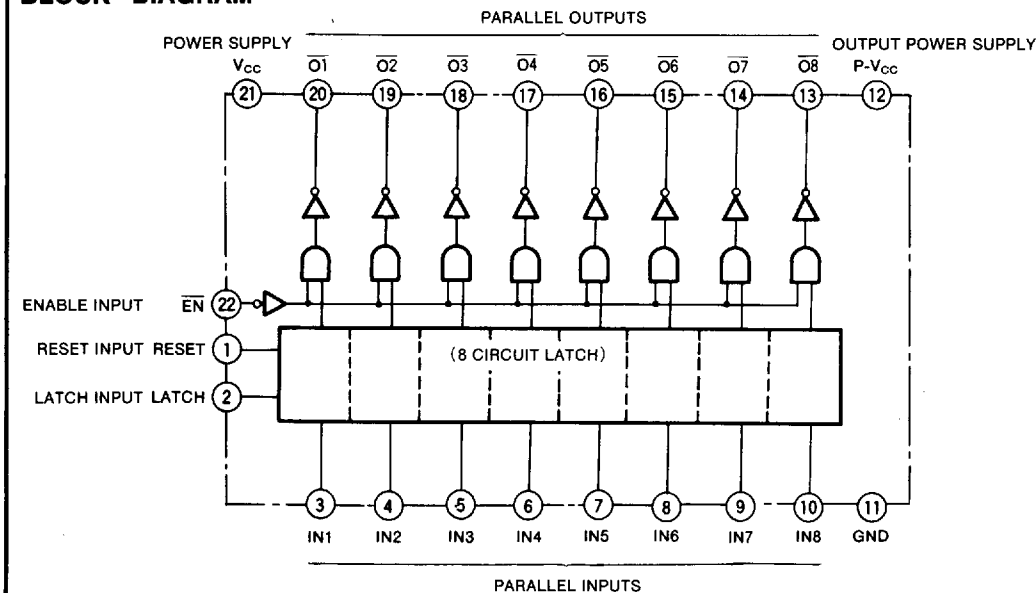 BLOCK DIAGRAM
PARALLEL OUTPUTS
POWER SUPPLY
OUTPUT POWER SUPPLY
VCC O1 O2 O3 O4 O5 O6 O7 O8 P-VCC
21 20 19 18 17 16 15 14 13 12
ENABLE INPUT EN 22
RESET INPUT RESET 1
(8 CIRCUIT LATCH)
LATCH INPUT LATCH 2
3 4 5 6 7 8 9 10 11
IN1 IN2 IN3 IN4 IN5 IN6 IN7 IN8 GND
PARALLEL INPUTS